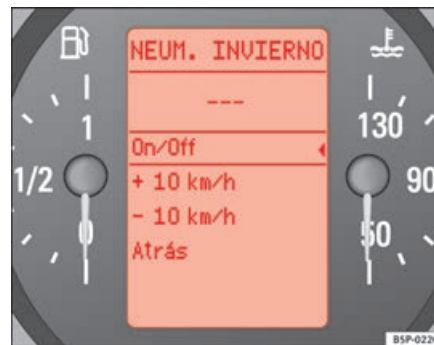 NEUM. INVIERNO
---
1
130
On/Off
1/2
90
+ 10 km/h
- 10 km/h
0
50
Atrás
B5P-022